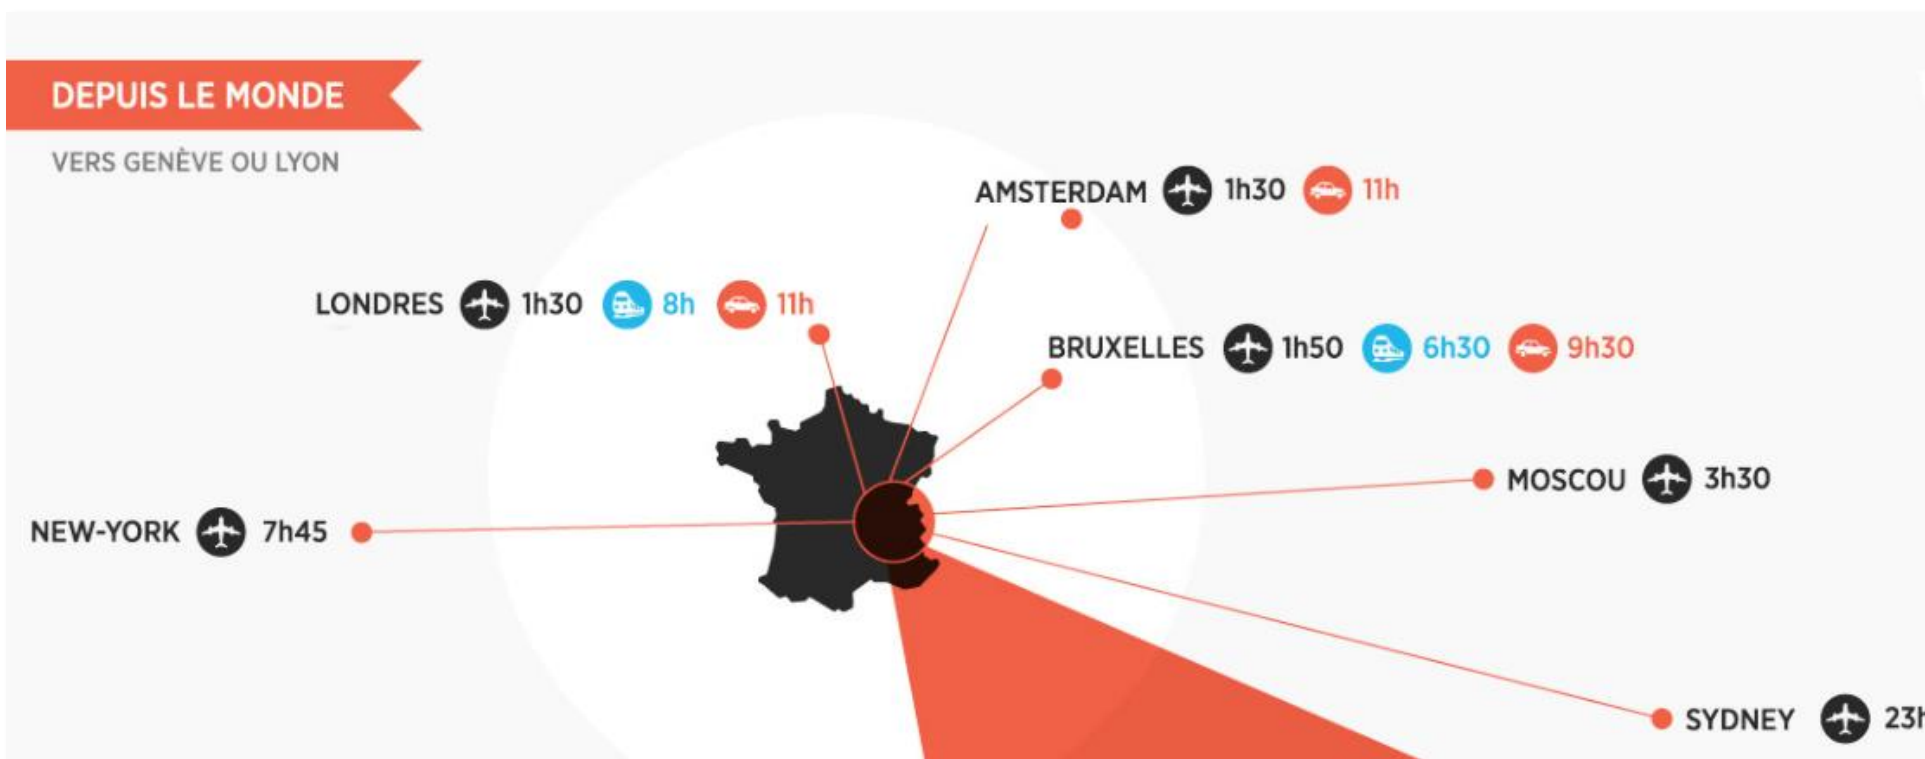 DEPUIS LE MONDE
VERS GENÈVE OU LYON
AMSTERDAM 1h30 11h
LONDRES 1h30 8h 11h
BRUXELLES 1h50 6h30 9h30
MOSCOU 3h30
NEW-YORK 7h45
SYDNEY 23h